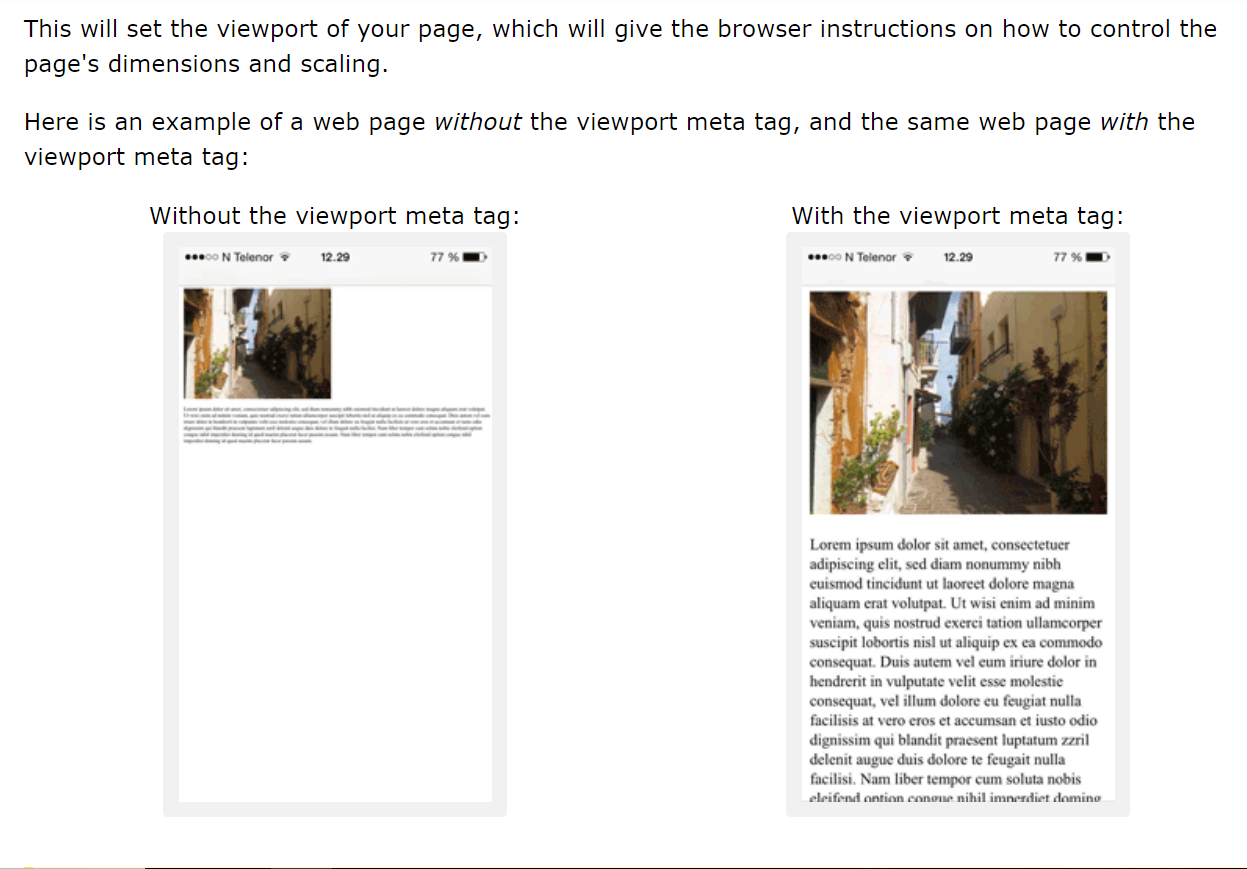 This will set the viewport of your page, which will give the browser instructions on how to control the
page's dimensions and scaling.
Here is an example of a web page without the viewport meta tag, and the same web page with the
viewport meta tag:
Without the viewport meta tag:
N Telenor 12.29 77 %
With the viewport meta tag:
N Telenor 12.29 77 %
Lorem ipsum dolor sit amet, consectetuer
adipiscing elit, sed diam nonummy nibh
euismod tincidunt ut laoreet dolore magna
aliquam erat volutpat. Ut wisi enim ad minim
veniam, quis nostrud exerci tation ullamcorper
suscipit lobortis nisl ut aliquip ex ea commodo
consequat. Duis autem vel eum iriure dolor in
hendrerit in vulputate velit esse molestie
consequat, vel illum dolore eu feugiat nulla
facilisis at vero eros et accumsan et iusto odio
dignissim qui blandit praesent luptatum zzril
delenit augue duis dolore te feugait nulla
facilisi. Nam liber tempor cum soluta nobis
eleifend option congue nihil imperdiet doming